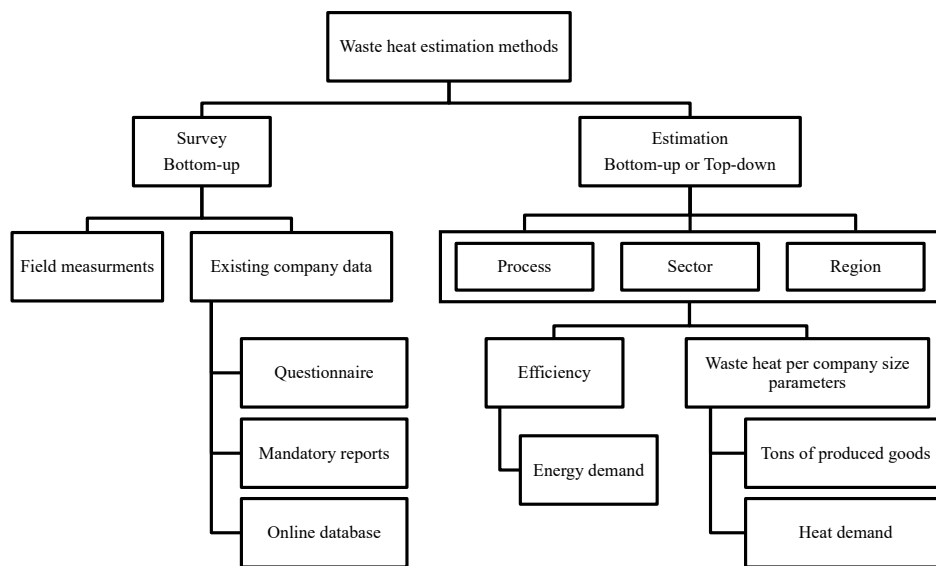 Waste heat estimation methods
Survey
Bottom-up
Estimation
Bottom-up or Top-down
Field measurments
Existing company data
Process
Sector
Region
Questionnaire
Efficiency
Waste heat per company size
parameters
Mandatory reports
Energy demand
Tons of produced goods
Online database
Heat demand